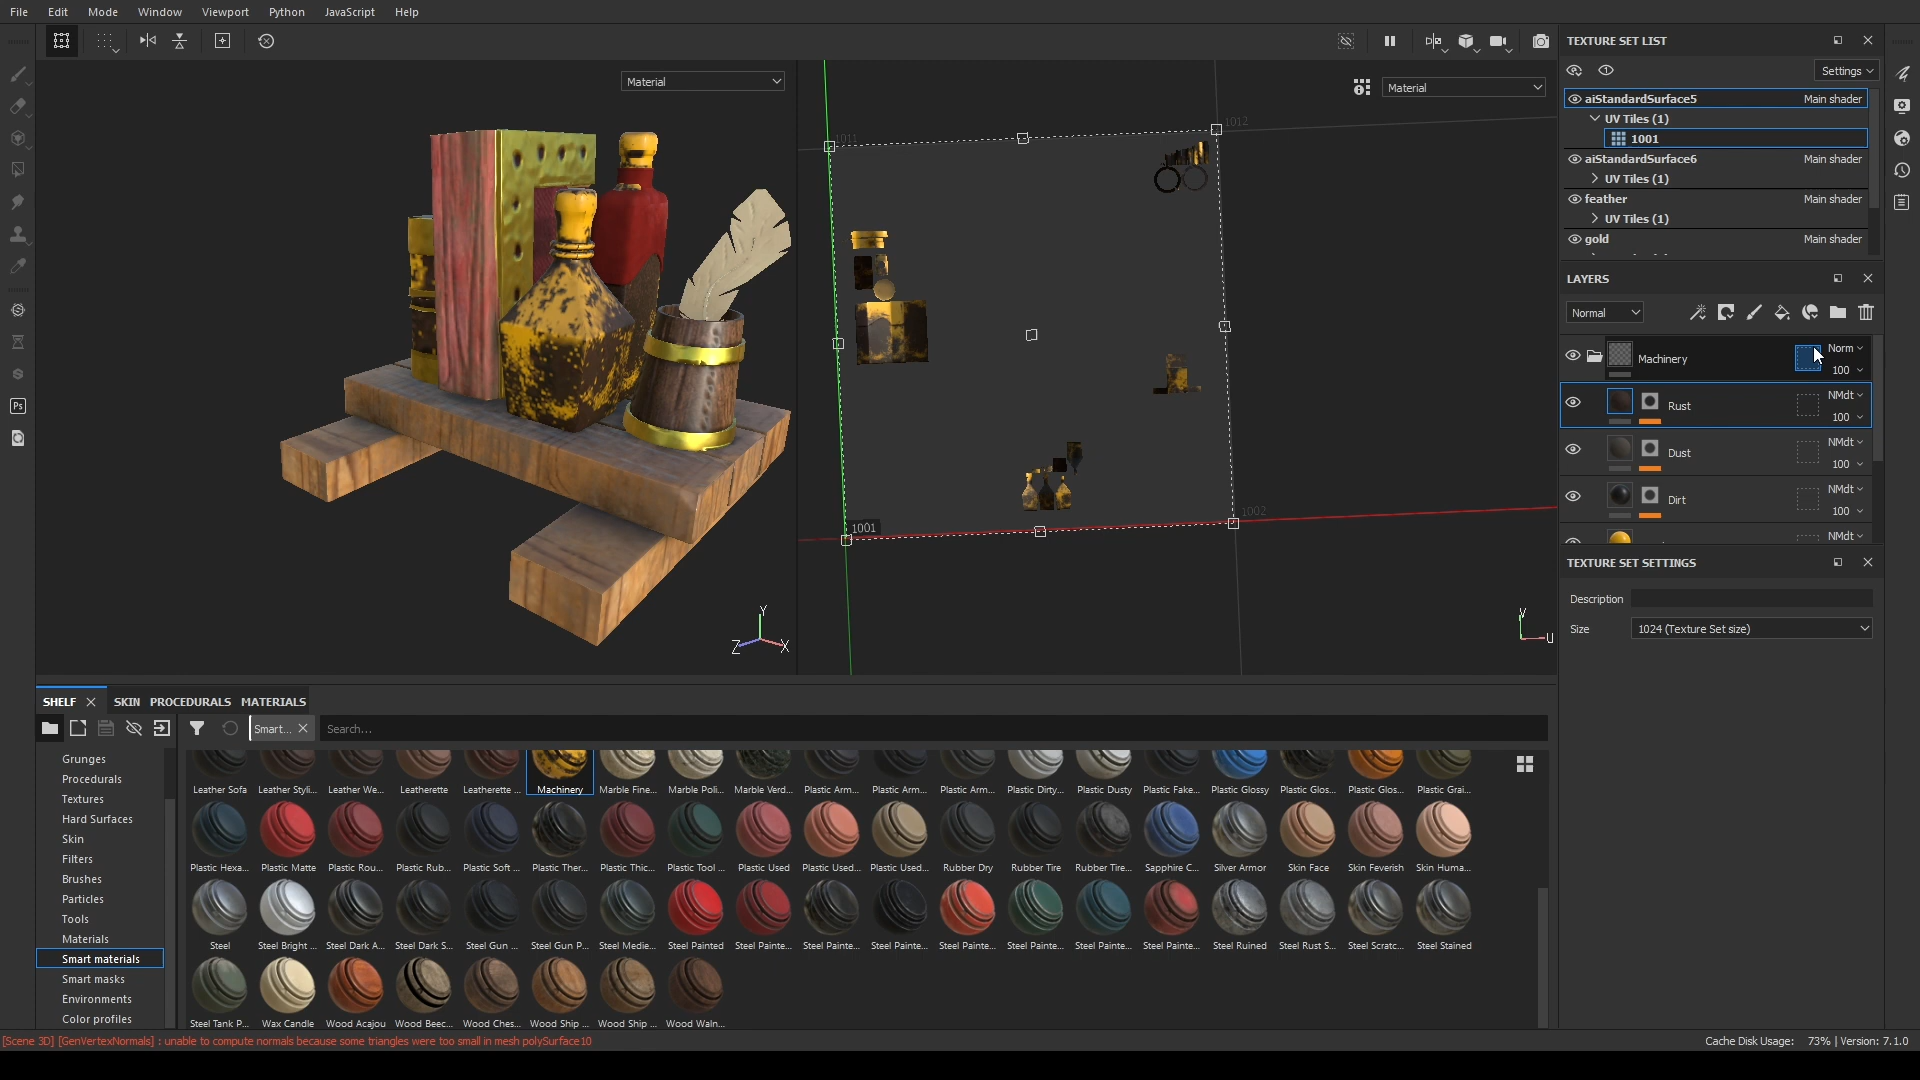 File Edit Mode Window Viewport Python JavaScript Help
Material
Material
1011
1012
1001
1002
Y
Z
X
V
U
TEXTURE SET LIST
Settings
aiStandardSurface5 Main shader
UV Tiles (1)
1001
aiStandardSurface6 Main shader
UV Tiles (1)
feather Main shader
UV Tiles (1)
gold Main shader
LAYERS
Normal
Machinery Norm 100
Rust NMdt 100
Dust NMdt 100
Dirt NMdt 100
NMdt
TEXTURE SET SETTINGS
Description
Size 1024 (Texture Set size)
Ps
SHELF SKIN PROCEDURALS MATERIALS
Smart... Search...
Grunges
Procedurals
Textures
Hard Surfaces
Skin
Filters
Brushes
Particles
Tools
Materials
Smart materials
Smart masks
Environments
Color profiles
Leather Sofa Leather Styli... Leather We... Leatherette Leatherette ... Machinery Marble Fine... Marble Poli... Marble Verd... Plastic Arm... Plastic Arm... Plastic Arm... Plastic Dirty... Plastic Dusty Plastic Fake... Plastic Glossy Plastic Glos... Plastic Glos... Plastic Grai...
Plastic Hexa... Plastic Matte Plastic Rou... Plastic Rub... Plastic Soft ... Plastic Ther... Plastic Thic... Plastic Tool ... Plastic Used Plastic Used... Plastic Used... Rubber Dry Rubber Tire Rubber Tire... Sapphire C... Silver Armor Skin Face Skin Feverish Skin Huma...
Steel Steel Bright ... Steel Dark A... Steel Dark S... Steel Gun ... Steel Gun P... Steel Medie... Steel Painted Steel Painte... Steel Painte... Steel Painte... Steel Painte... Steel Painte... Steel Painte... Steel Painte... Steel Ruined Steel Rust S... Steel Scratc... Steel Stained
Steel Tank P... Wax Candle Wood Acajou Wood Beec... Wood Ches... Wood Ship ... Wood Ship ... Wood Waln...
[Scene 3D] [GenVertexNormals] : unable to compute normals because some triangles were too small in mesh polySurface10
Cache Disk Usage: 73% | Version: 7.1.0